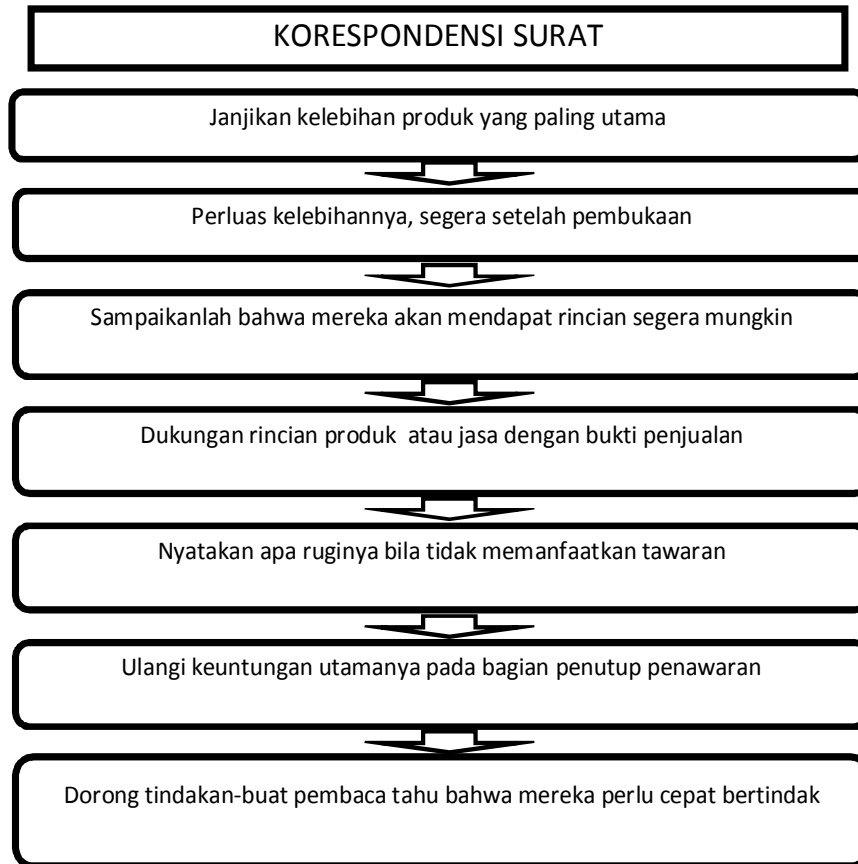 KORESPONDENSI SURAT
Janjikan kelebihan produk yang paling utama
Perluas kelebihannya, segera setelah pembukaan
Sampaikanlah bahwa mereka akan mendapat rincian segera mungkin
Dukungan rincian produk atau jasa dengan bukti penjualan
Nyatakan apa ruginya bila tidak memanfaatkan tawaran
Ulangi keuntungan utamanya pada bagian penutup penawaran
Dorong tindakan-buat pembaca tahu bahwa mereka perlu cepat bertindak